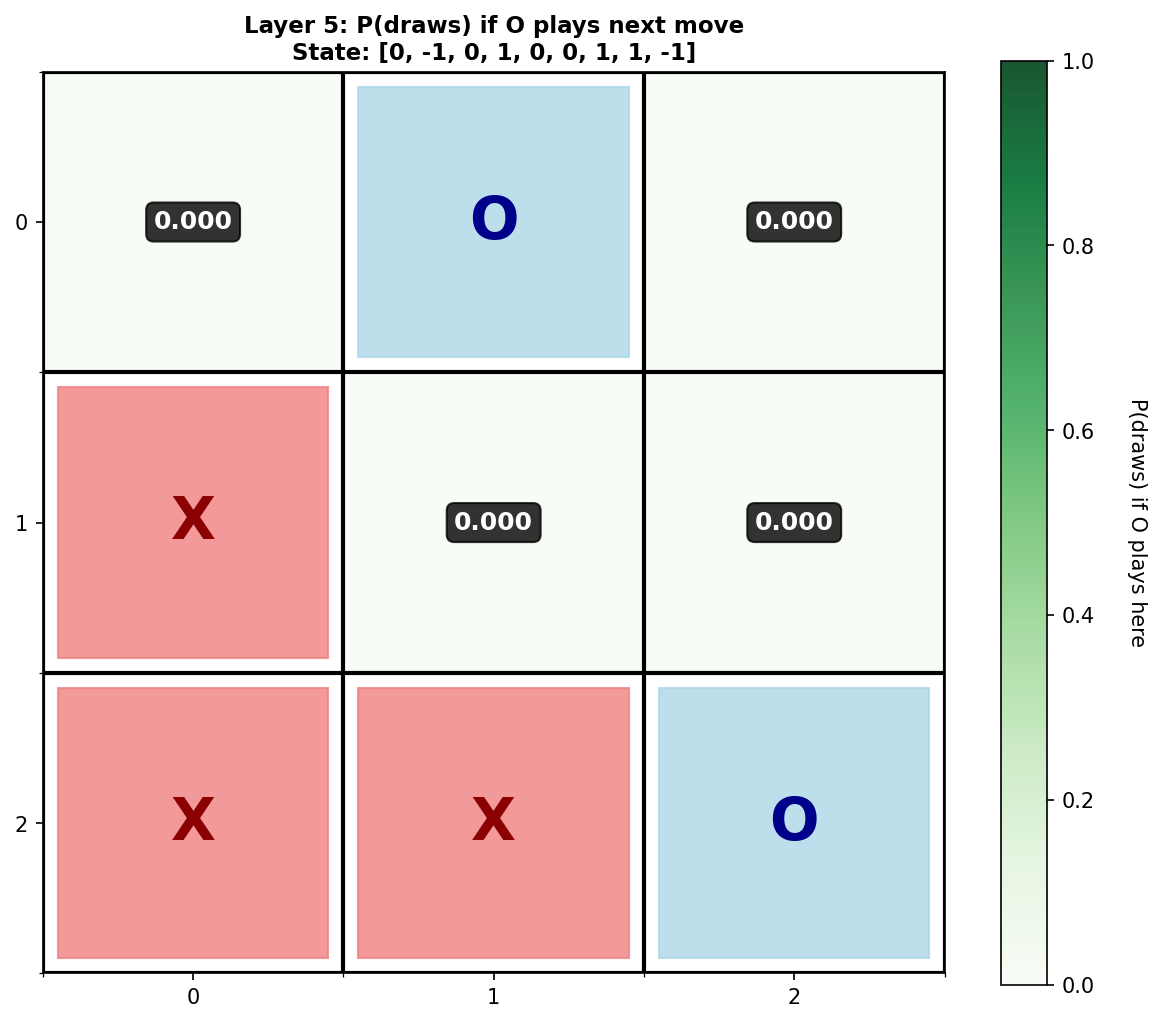 Layer 5: P(draws) if O plays next move
State: [0, -1, 0, 1, 0, 0, 1, 1, -1]
0
0.000
O
0.000
1
X
0.000
0.000
2
X
X
O
0
1
2
1.0
0.8
0.6
0.4
0.2
0.0
P(draws) if O plays here